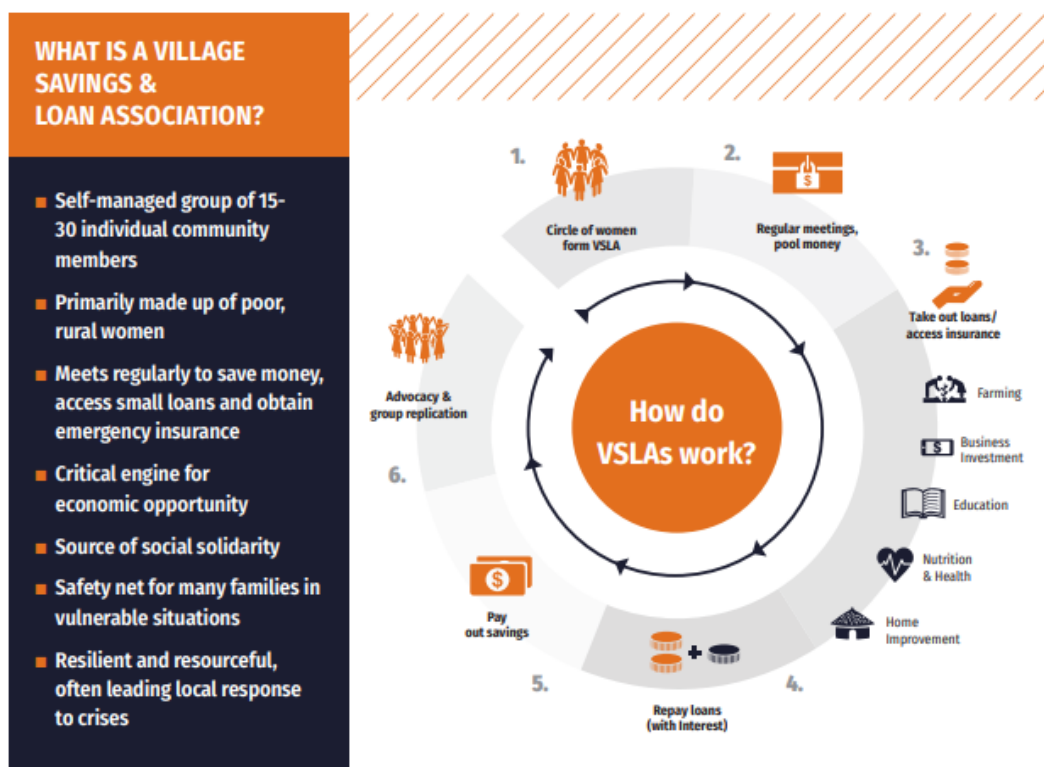 WHAT IS A VILLAGE
SAVINGS &
LOAN ASSOCIATION?
■ Self-managed group of 15-
30 individual community
members
■ Primarily made up of poor,
rural women
■ Meets regularly to save money,
access small loans and obtain
emergency insurance
■ Critical engine for
economic opportunity
■ Source of social solidarity
■ Safety net for many families in
vulnerable situations
■ Resilient and resourceful,
often leading local response
to crises
How do
VSLAs work?
1.
Circle of women
form VSLA
2.
$
Regular meetings,
pool money
3.
Take out loans/
access insurance
Farming
$
Business
Investment
Education
Nutrition
& Health
Home
Improvement
4.
+
Repay loans
(with Interest)
5.
$
Pay
out savings
6.
Advocacy &
group replication